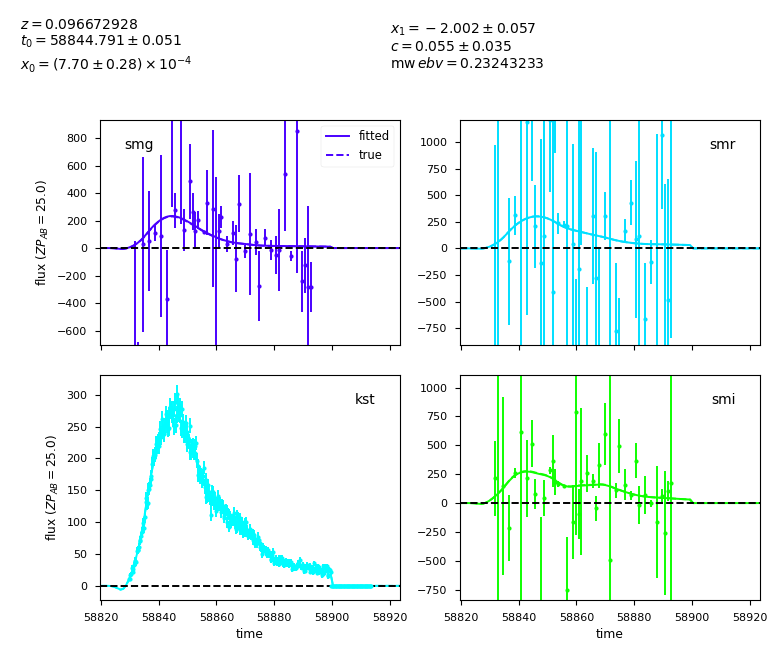 z = 0.096672928
t₀ = 58844.791 ± 0.051
x₀ = (7.70 ± 0.28) × 10⁻⁴
x₁ = −2.002 ± 0.057
c = 0.055 ± 0.035
mw ebv = 0.23243233
smg
fitted
true
800
600
400
200
0
−200
−400
−600
flux (ZP_AB = 25.0)
smr
1000
750
500
250
0
−250
−500
−750
kst
300
250
200
150
100
50
0
flux (ZP_AB = 25.0)
58820 58840 58860 58880 58900 58920
time
smi
1000
750
500
250
0
−250
−500
−750
58820 58840 58860 58880 58900 58920
time